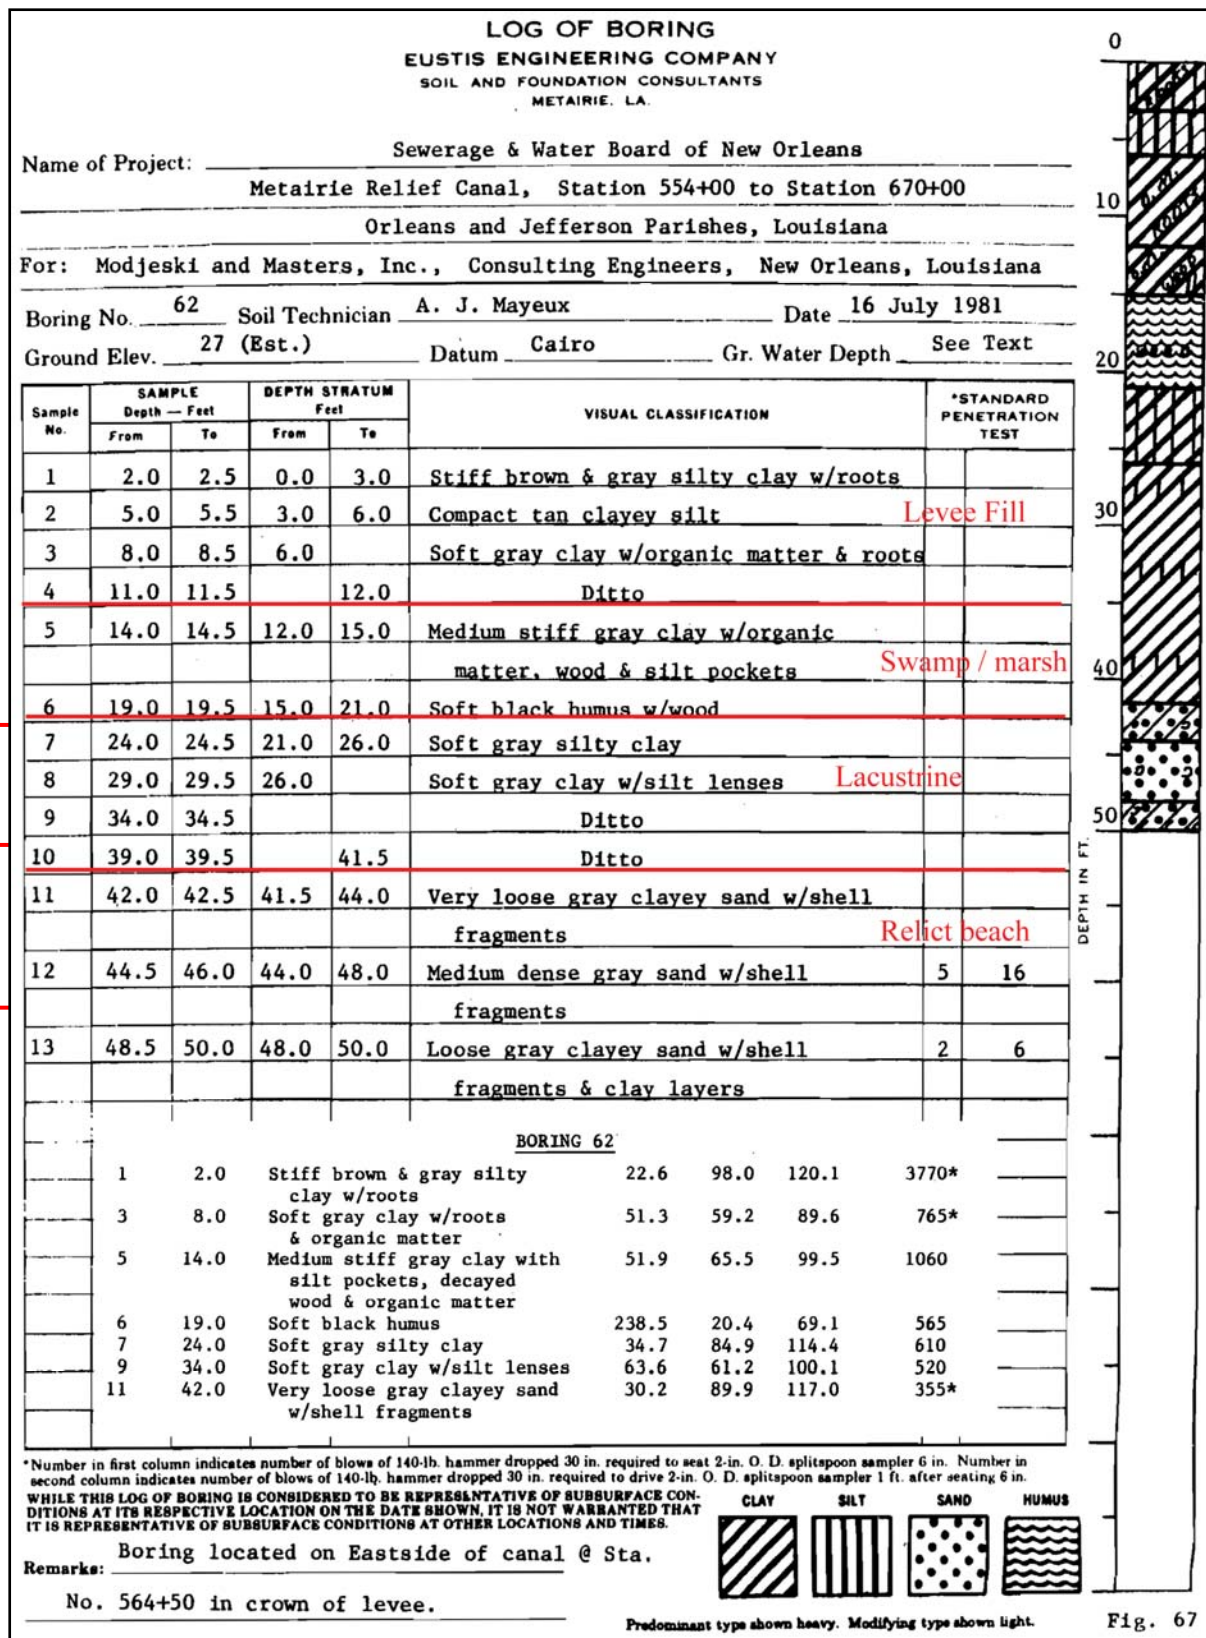 LOG OF BORING
EUSTIS ENGINEERING COMPANY
SOIL AND FOUNDATION CONSULTANTS
METAIRIE, LA.
Name of Project: Sewerage & Water Board of New Orleans
Metairie Relief Canal, Station 554+00 to Station 670+00
Orleans and Jefferson Parishes, Louisiana
For: Modjeski and Masters, Inc., Consulting Engineers, New Orleans, Louisiana
Boring No. 62 Soil Technician A. J. Mayeux Date 16 July 1981
Ground Elev. 27 (Est.) Datum Cairo Gr. Water Depth See Text
Sample No. SAMPLE Depth — Feet From To DEPTH STRATUM Feet From To VISUAL CLASSIFICATION *STANDARD PENETRATION TEST
1 2.0 2.5 0.0 3.0 Stiff brown & gray silty clay w/roots
2 5.0 5.5 3.0 6.0 Compact tan clayey silt Levee Fill
3 8.0 8.5 6.0 Soft gray clay w/organic matter & roots
4 11.0 11.5 12.0 Ditto
5 14.0 14.5 12.0 15.0 Medium stiff gray clay w/organic
matter, wood & silt pockets Swamp / marsh
6 19.0 19.5 15.0 21.0 Soft black humus w/wood
7 24.0 24.5 21.0 26.0 Soft gray silty clay
8 29.0 29.5 26.0 Soft gray clay w/silt lenses Lacustrine
9 34.0 34.5 Ditto
10 39.0 39.5 41.5 Ditto
11 42.0 42.5 41.5 44.0 Very loose gray clayey sand w/shell
fragments Relict beach
12 44.5 46.0 44.0 48.0 Medium dense gray sand w/shell 5 16
fragments
13 48.5 50.0 48.0 50.0 Loose gray clayey sand w/shell 2 6
fragments & clay layers
BORING 62
1 2.0 Stiff brown & gray silty 22.6 98.0 120.1 3770*
clay w/roots
3 8.0 Soft gray clay w/roots 51.3 59.2 89.6 765*
& organic matter
5 14.0 Medium stiff gray clay with 51.9 65.5 99.5 1060
silt pockets, decayed
wood & organic matter
6 19.0 Soft black humus 238.5 20.4 69.1 565
7 24.0 Soft gray silty clay 34.7 84.9 114.4 610
9 34.0 Soft gray clay w/silt lenses 63.6 61.2 100.1 520
11 42.0 Very loose gray clayey sand 30.2 89.9 117.0 355*
w/shell fragments
*Number in first column indicates number of blows of 140-lb. hammer dropped 30 in. required to seat 2-in. O. D. splitspoon sampler 6 in. Number in
second column indicates number of blows of 140-lb. hammer dropped 30 in. required to drive 2-in. O. D. splitspoon sampler 1 ft. after seating 6 in.
WHILE THIS LOG OF BORING IS CONSIDERED TO BE REPRESENTATIVE OF SUBSURFACE CON-
DITIONS AT ITS RESPECTIVE LOCATION ON THE DATE SHOWN, IT IS NOT WARRANTED THAT
IT IS REPRESENTATIVE OF SUBSURFACE CONDITIONS AT OTHER LOCATIONS AND TIMES.
Remarks: Boring located on Eastside of canal @ Sta.
No. 564+50 in crown of levee.
CLAY SILT SAND HUMUS
Predominant type shown heavy. Modifying type shown light.
0
10
20
30
40
50
DEPTH IN FT.
Fig. 67